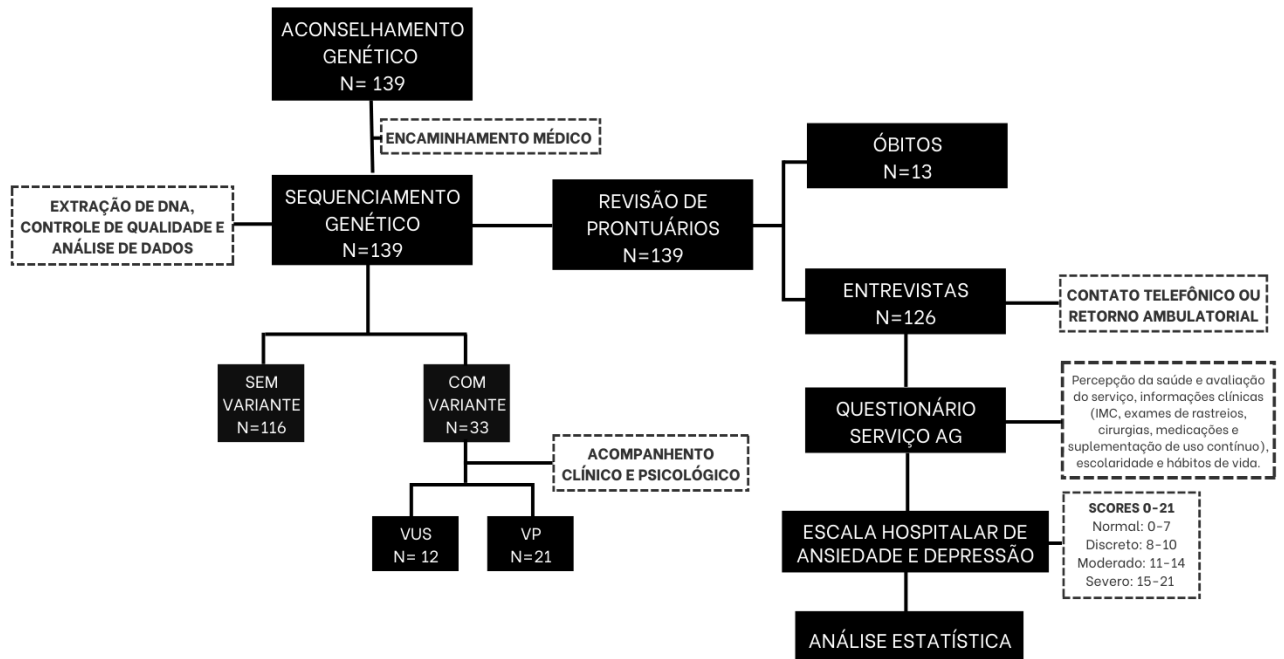 ACONSELHAMENTO
GENÉTICO
N= 139
ENCAMINHAMENTO MÉDICO
EXTRAÇÃO DE DNA,
CONTROLE DE QUALIDADE E
ANÁLISE DE DADOS
SEQUENCIAMENTO
GENÉTICO
N=139
REVISÃO DE
PRONTUÁRIOS
N=139
ÓBITOS
N=13
ENTREVISTAS
N=126
CONTATO TELEFÔNICO OU
RETORNO AMBULATORIAL
SEM
VARIANTE
N=116
COM
VARIANTE
N=33
ACOMPANHENTO
CLÍNICO E PSICOLÓGICO
VUS
N= 12
VP
N=21
QUESTIONÁRIO
SERVIÇO AG
Percepção da saúde e avaliação
do serviço, informações clínicas
(IMC, exames de rastreios,
cirurgias, medicações e
suplementação de uso contínuo),
escolaridade e hábitos de vida.
ESCALA HOSPITALAR DE
ANSIEDADE E DEPRESSÃO
SCORES 0-21
Normal: 0-7
Discreto: 8-10
Moderado: 11-14
Severo: 15-21
ANÁLISE ESTATÍSTICA